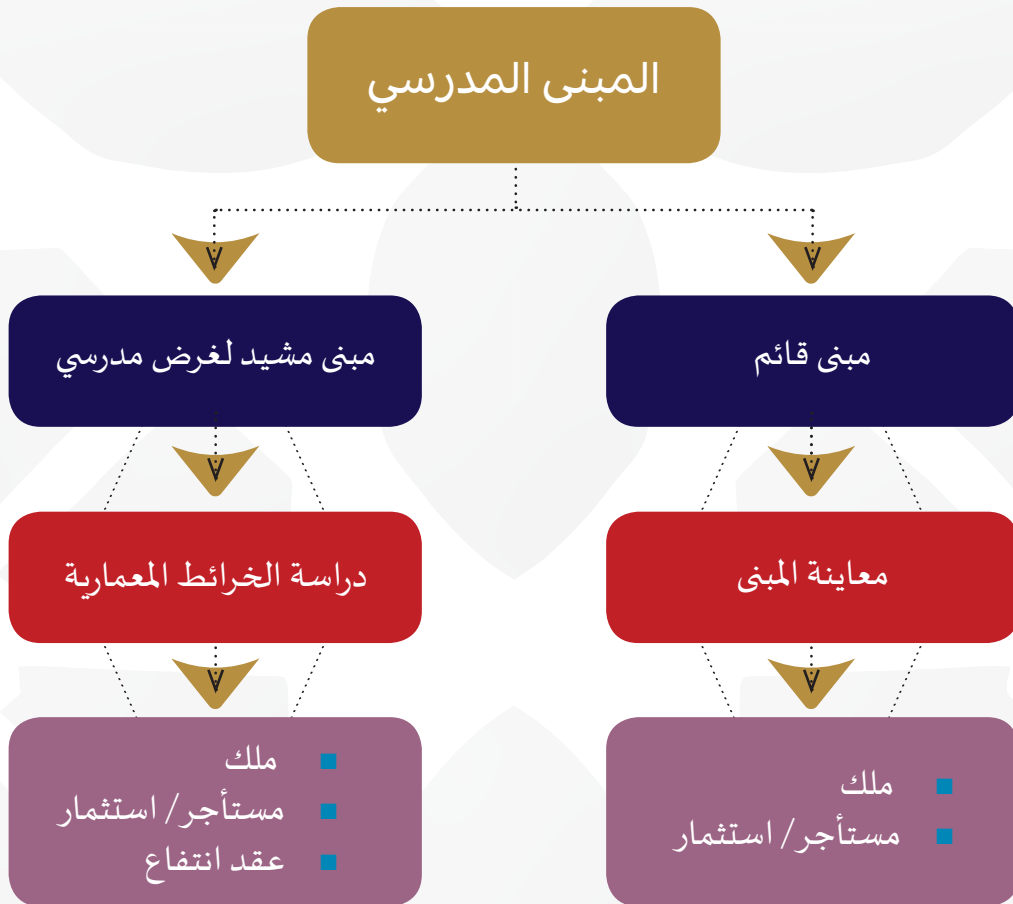 المبنى المدرسي
مبنى قائم
مبنى مشيد لغرض مدرسي
معاينة المبنى
دراسة الخرائط المعمارية
ملك
مستأجر/ استثمار
ملك
مستأجر/ استثمار
عقد انتفاع